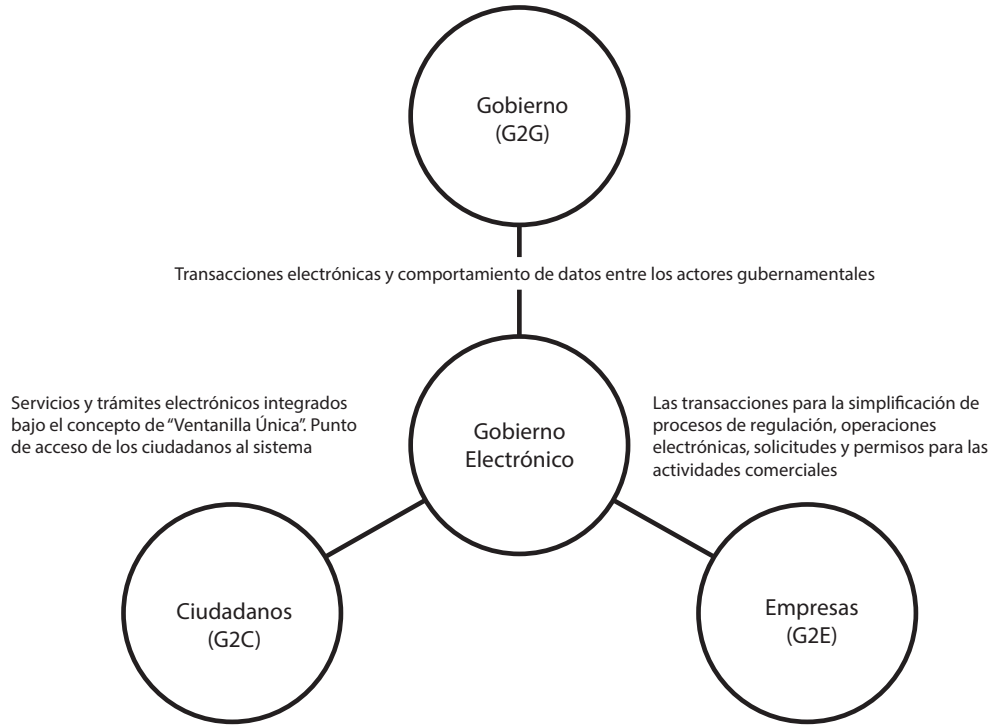 Gobierno
(G2G)
Transacciones electrónicas y comportamiento de datos entre los actores gubernamentales
Servicios y trámites electrónicos integrados
bajo el concepto de “Ventanilla Única”. Punto
de acceso de los ciudadanos al sistema
Gobierno
Electrónico
Las transacciones para la simplificación de
procesos de regulación, operaciones
electrónicas, solicitudes y permisos para las
actividades comerciales
Ciudadanos
(G2C)
Empresas
(G2E)